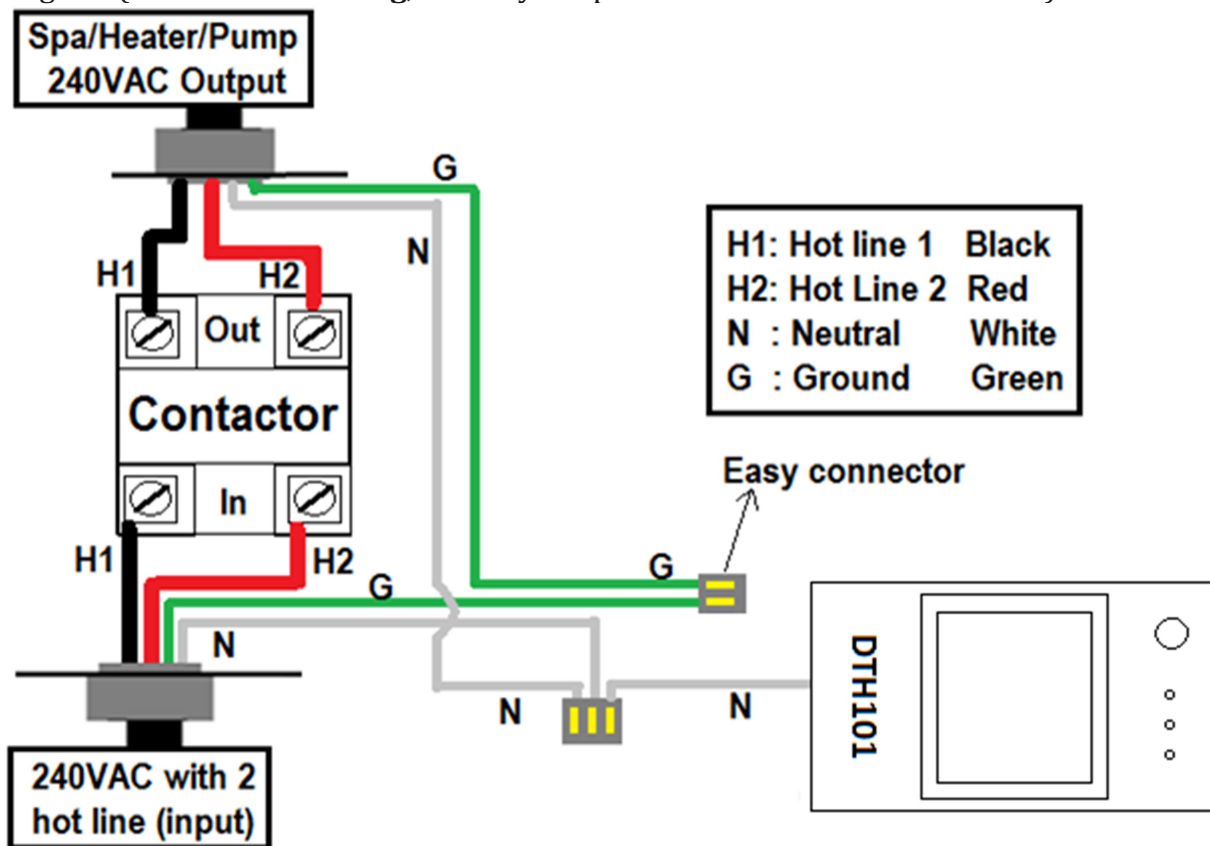 Spa/Heater/Pump
240VAC Output
G
N
H1
H2
Out
Contactor
In
H1
H2
G
N
H1: Hot line 1 Black
H2: Hot Line 2 Red
N : Neutral White
G : Ground Green
Easy connector
G
N
N
DTH101
240VAC with 2
hot line (input)